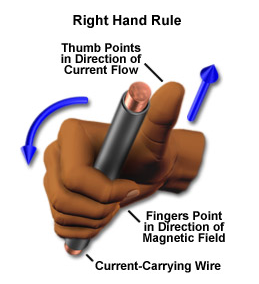 Right Hand Rule
Thumb Points
in Direction of
Current Flow
Fingers Point
in Direction of
Magnetic Field
Current-Carrying Wire